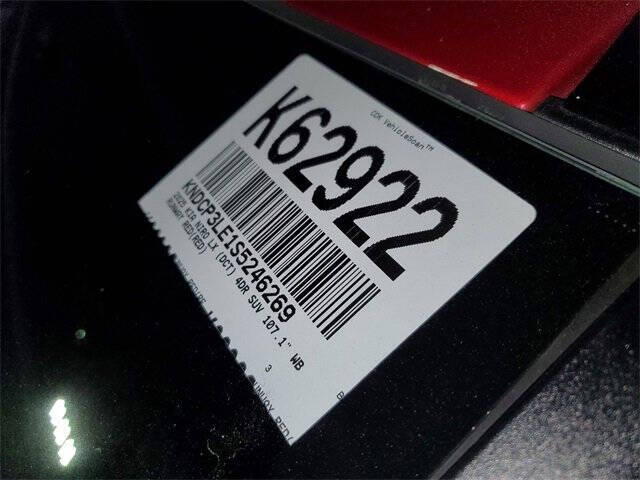 CDK VehicleScan™
K62922
KNDCP3LE1S5246269
2025 KIA NIRO LX (DCT) 4DR SUV 107.1" WB
RUNWAY RED(RED)
3
B